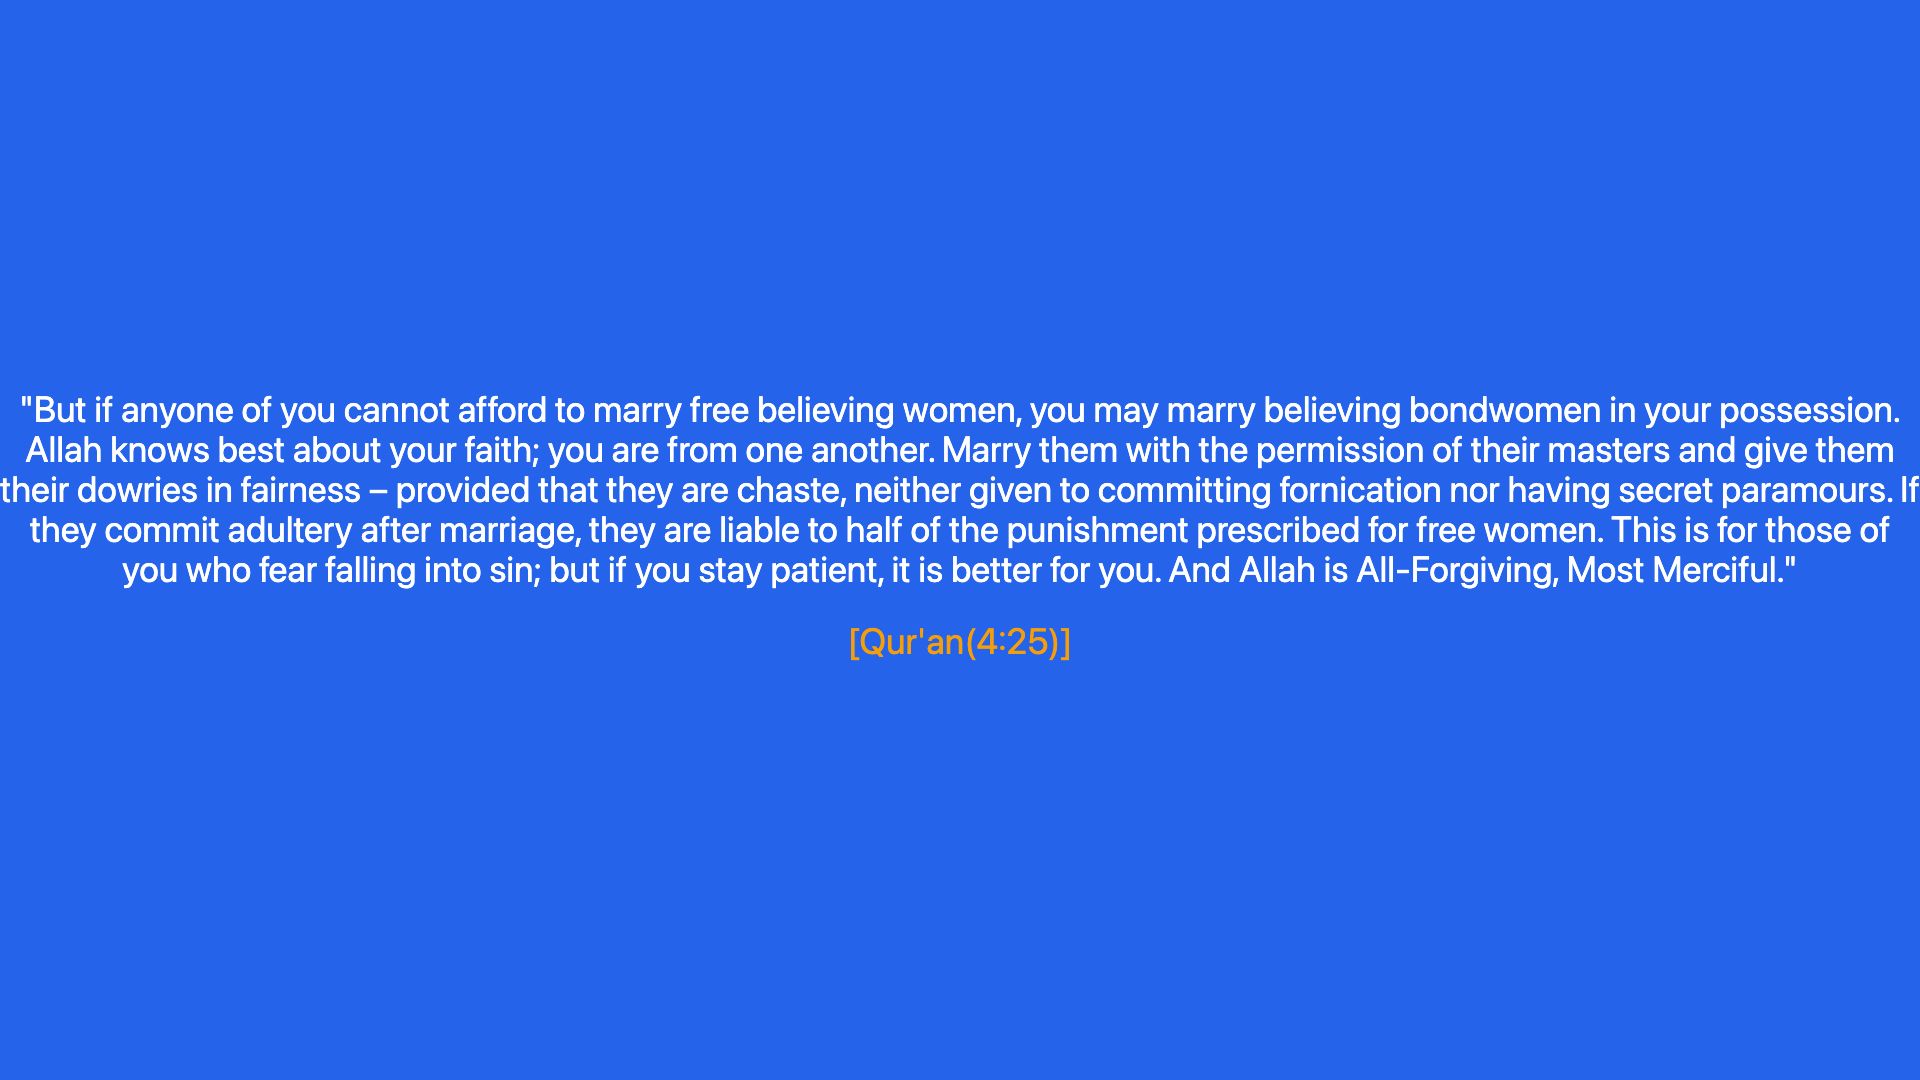 "But if anyone of you cannot afford to marry free believing women, you may marry believing bondwomen in your possession.
Allah knows best about your faith; you are from one another. Marry them with the permission of their masters and give them
their dowries in fairness – provided that they are chaste, neither given to committing fornication nor having secret paramours. If
they commit adultery after marriage, they are liable to half of the punishment prescribed for free women. This is for those of
you who fear falling into sin; but if you stay patient, it is better for you. And Allah is All-Forgiving, Most Merciful."
[Qur'an(4:25)]